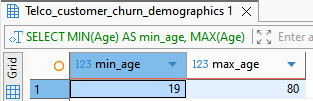 Telco_customer_churn_demographics 1
SELECT MIN(Age) AS min_age, MAX(Age)
Enter a
Grid
123 min_age
123 max_age
1
19
80